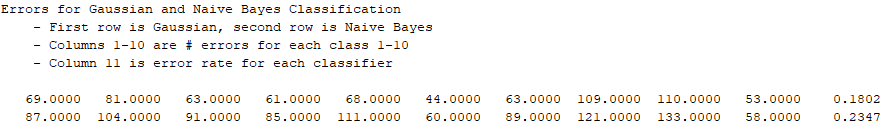 Errors for Gaussian and Naive Bayes Classification
- First row is Gaussian, second row is Naive Bayes
- Columns 1-10 are # errors for each class 1-10
- Column 11 is error rate for each classifier
69.0000 81.0000 63.0000 61.0000 68.0000 44.0000 63.0000 109.0000 110.0000 53.0000 0.1802
87.0000 104.0000 91.0000 85.0000 111.0000 60.0000 89.0000 121.0000 133.0000 58.0000 0.2347